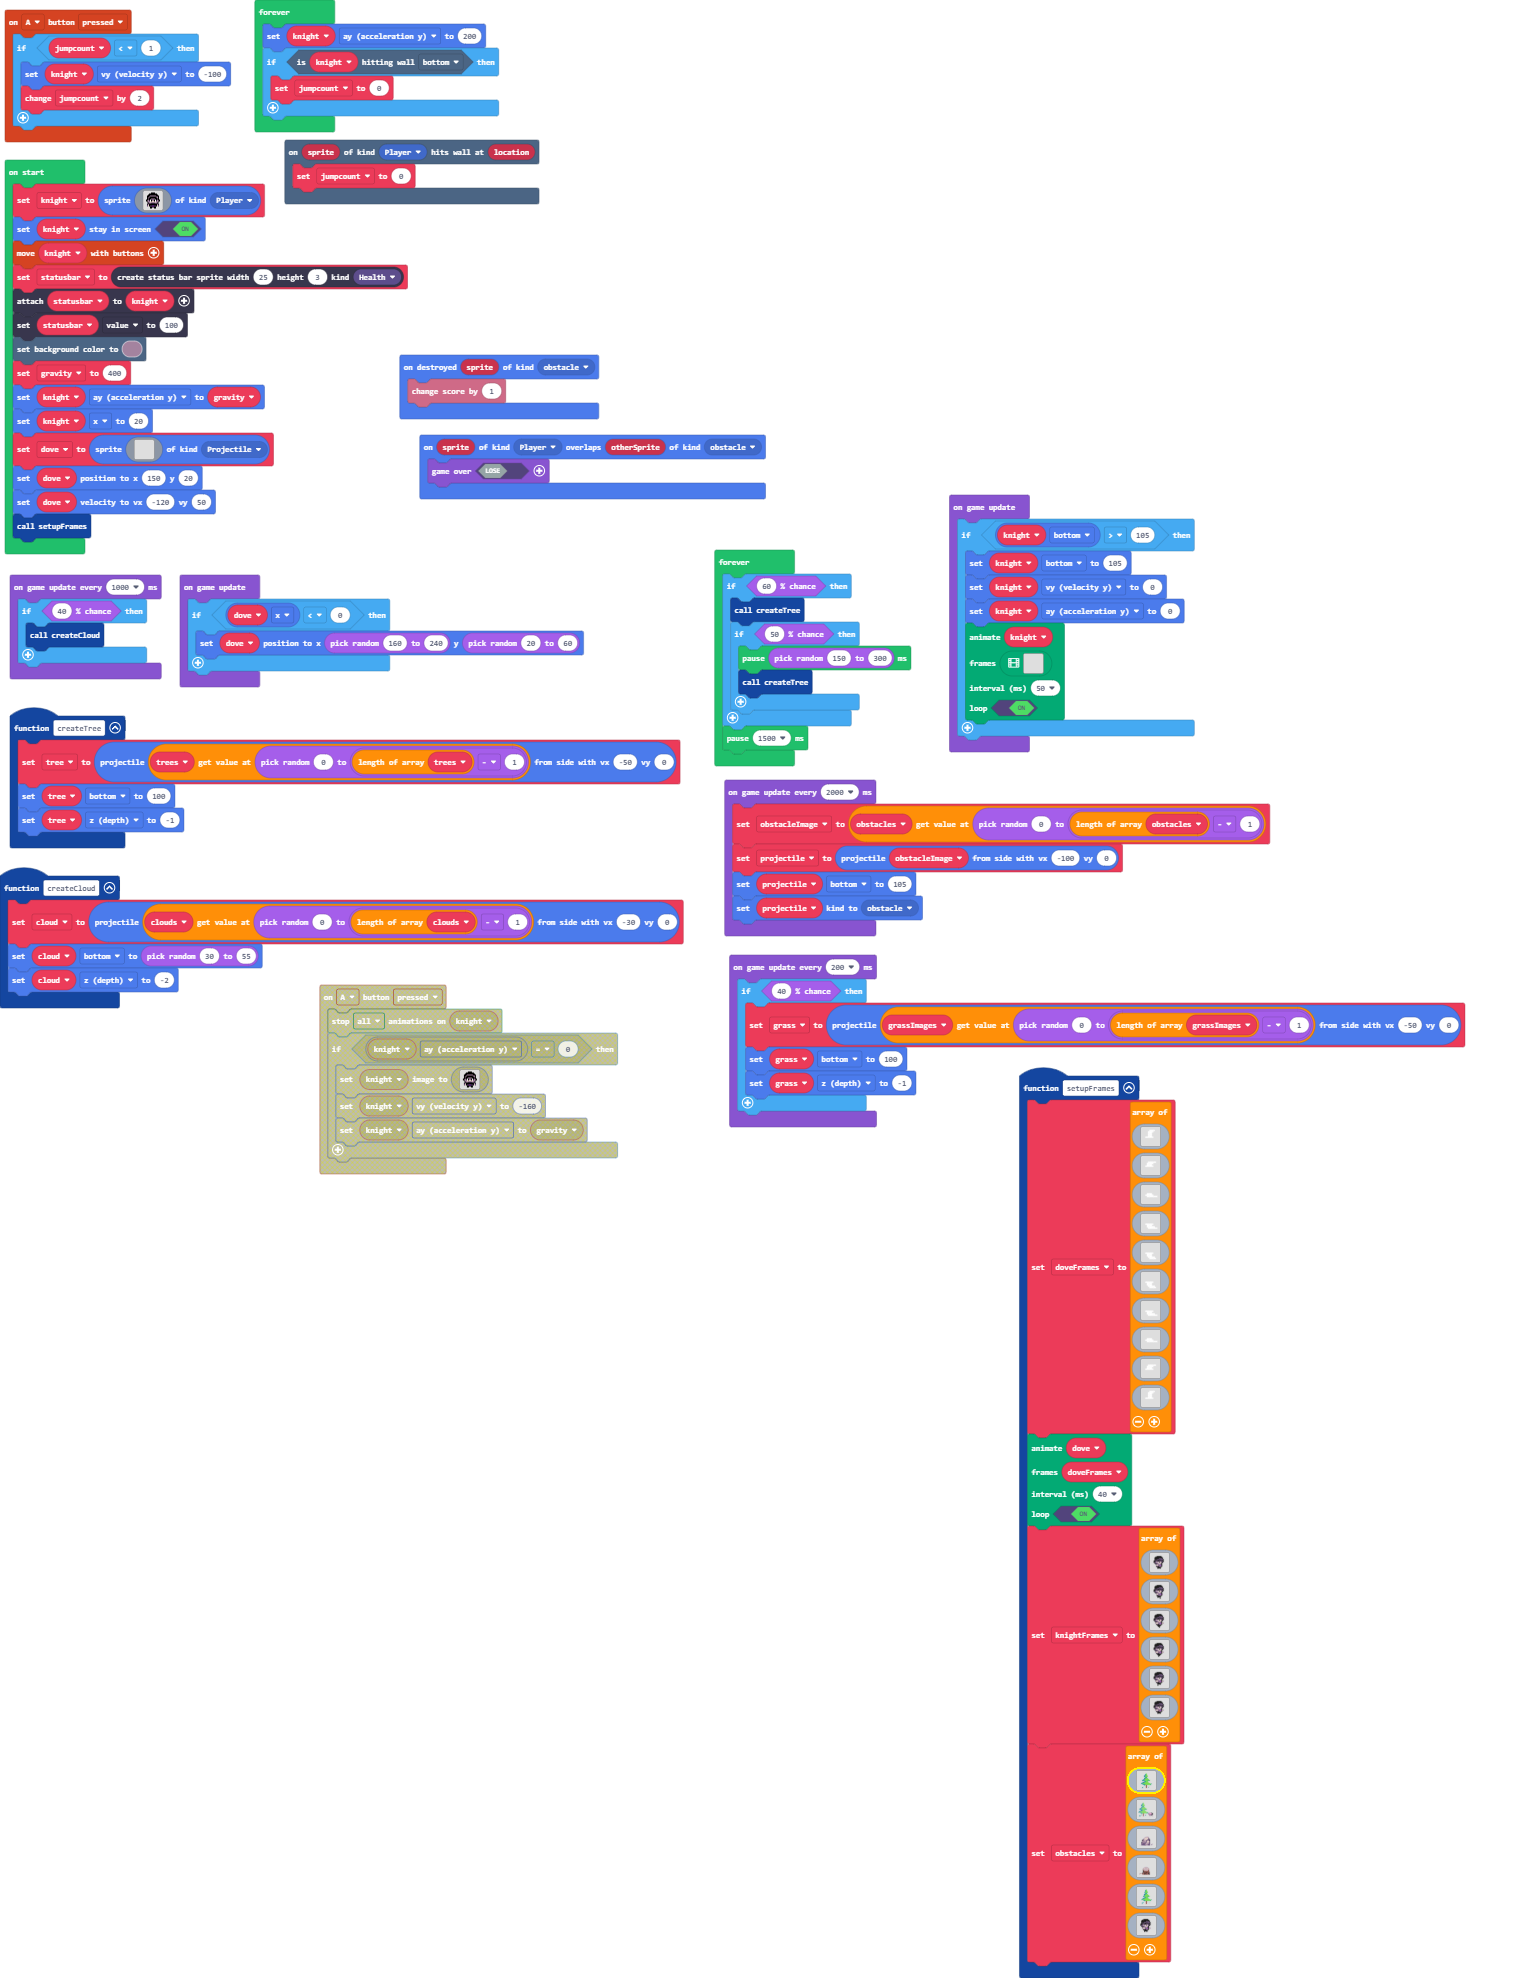 on A button pressed
if jumpcount < 1 then
set knight vy (velocity y) to -100
change jumpcount by 2
forever
set knight ay (acceleration y) to 200
if is knight hitting wall bottom then
set jumpcount to 0
on sprite of kind Player hits wall at location
set jumpcount to 0
on start
set knight to sprite of kind Player
set knight stay in screen ON
move knight with buttons
set statusbar to create status bar sprite width 25 height 3 kind Health
attach statusbar to knight
set statusbar value to 100
set background color to
set gravity to 400
set knight ay (acceleration y) to gravity
set knight x to 20
set dove to sprite of kind Projectile
set dove position to x 150 y 20
set dove velocity to vx -120 vy 50
call setupFrames
on destroyed sprite of kind obstacle
change score by 1
on sprite of kind Player overlaps otherSprite of kind obstacle
game over LOSE
on game update every 1000 ms
if 40 % chance then
call createCloud
on game update
if dove x < 0 then
set dove position to x pick random 160 to 240 y pick random 20 to 60
forever
if 60 % chance then
call createTree
if 50 % chance then
pause pick random 150 to 300 ms
call createTree
pause 1500 ms
on game update
if knight bottom > 105 then
set knight bottom to 105
set knight vy (velocity y) to 0
set knight ay (acceleration y) to 0
animate knight
frames
interval (ms) 50
loop ON
function createTree
set tree to projectile trees get value at pick random 0 to length of array trees - 1 from side with vx -50 vy 0
set tree bottom to 100
set tree z (depth) to -1
on game update every 2000 ms
set obstacleImage to obstacles get value at pick random 0 to length of array obstacles - 1
set projectile to projectile obstacleImage from side with vx -100 vy 0
set projectile bottom to 105
set projectile kind to obstacle
function createCloud
set cloud to projectile clouds get value at pick random 0 to length of array clouds - 1 from side with vx -30 vy 0
set cloud bottom to pick random 30 to 55
set cloud z (depth) to -2
on game update every 200 ms
if 40 % chance then
set grass to projectile grassImages get value at pick random 0 to length of array grassImages - 1 from side with vx -50 vy 0
set grass bottom to 100
set grass z (depth) to -1
on A button pressed
stop all animations on knight
if knight ay (acceleration y) = 0 then
set knight image to
set knight vy (velocity y) to -160
set knight ay (acceleration y) to gravity
function setupFrames
array of
set doveFrames to
animate dove
frames doveFrames
interval (ms) 40
loop ON
array of
set knightFrames to
array of
set obstacles to